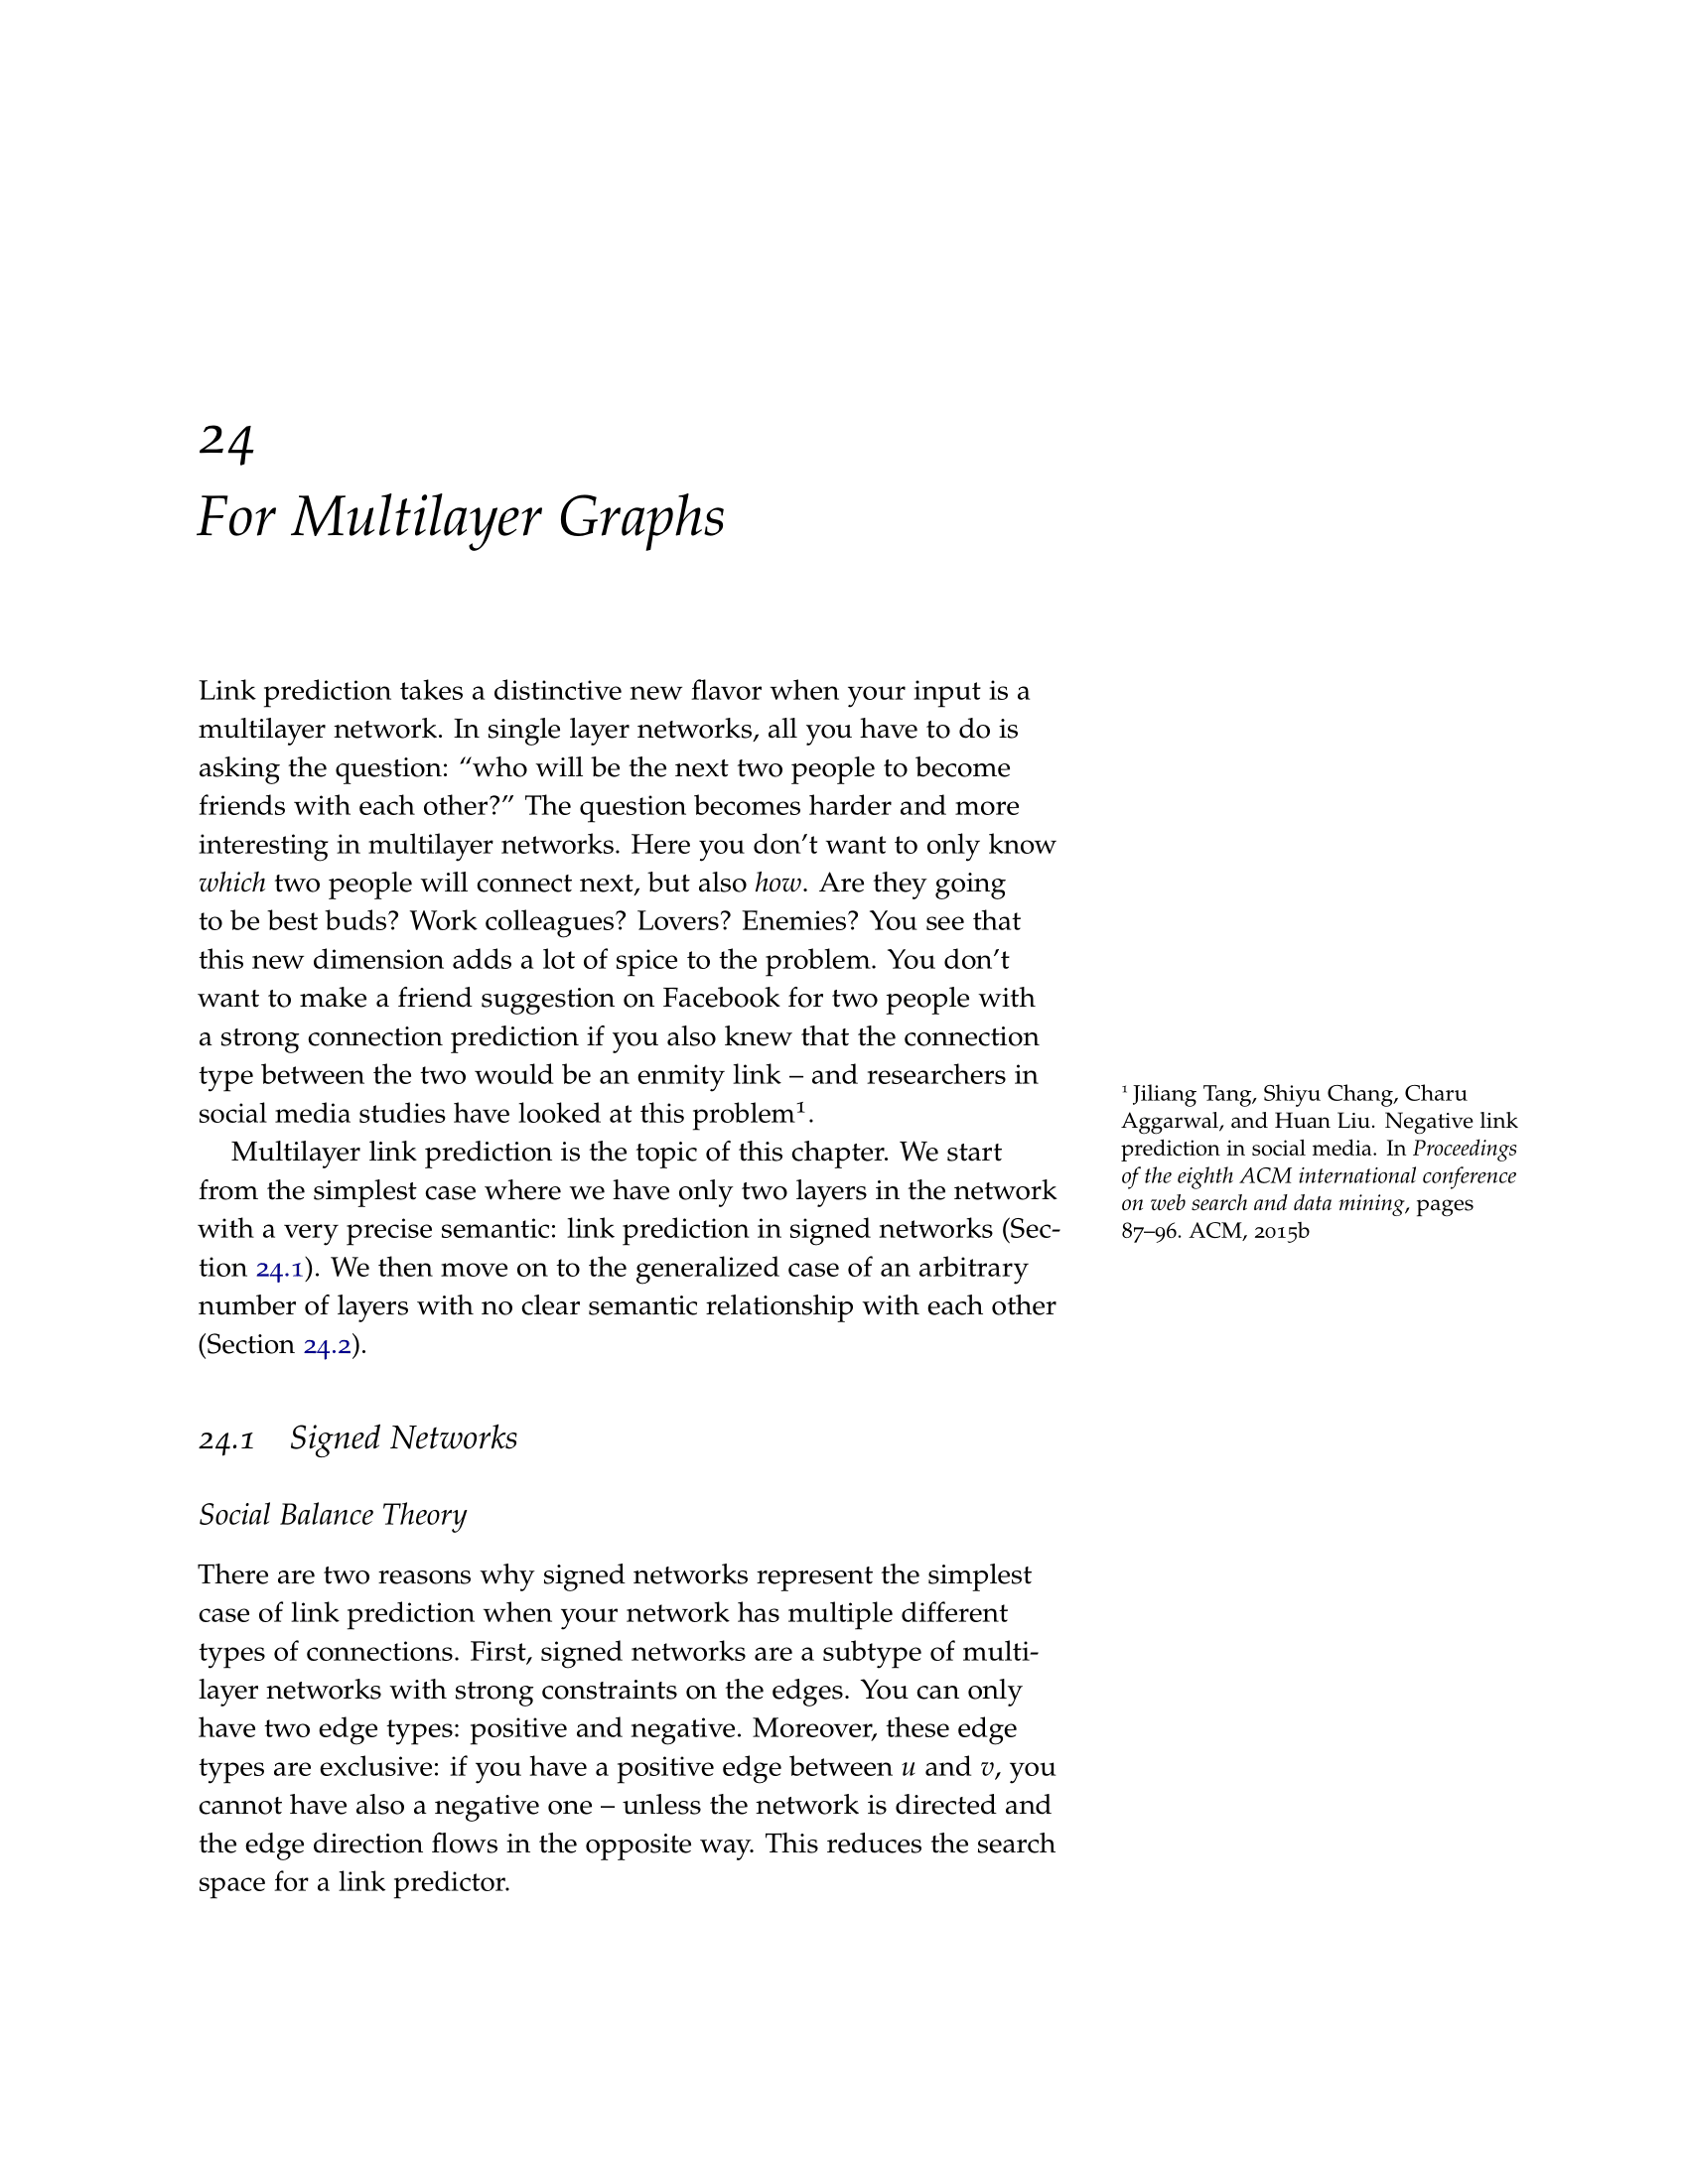 24
For Multilayer Graphs
Link prediction takes a distinctive new flavor when your input is a
multilayer network. In single layer networks, all you have to do is
asking the question: “who will be the next two people to become
friends with each other?” The question becomes harder and more
interesting in multilayer networks. Here you don’t want to only know
which two people will connect next, but also how. Are they going
to be best buds? Work colleagues? Lovers? Enemies? You see that
this new dimension adds a lot of spice to the problem. You don’t
want to make a friend suggestion on Facebook for two people with
a strong connection prediction if you also knew that the connection
type between the two would be an enmity link – and researchers in
social media studies have looked at this problem¹.
Multilayer link prediction is the topic of this chapter. We start
from the simplest case where we have only two layers in the network
with a very precise semantic: link prediction in signed networks (Sec-
tion 24.1). We then move on to the generalized case of an arbitrary
number of layers with no clear semantic relationship with each other
(Section 24.2).
¹ Jiliang Tang, Shiyu Chang, Charu
Aggarwal, and Huan Liu. Negative link
prediction in social media. In Proceedings
of the eighth ACM international conference
on web search and data mining, pages
87–96. ACM, 2015b
24.1 Signed Networks
Social Balance Theory
There are two reasons why signed networks represent the simplest
case of link prediction when your network has multiple different
types of connections. First, signed networks are a subtype of multi-
layer networks with strong constraints on the edges. You can only
have two edge types: positive and negative. Moreover, these edge
types are exclusive: if you have a positive edge between u and v, you
cannot have also a negative one – unless the network is directed and
the edge direction flows in the opposite way. This reduces the search
space for a link predictor.